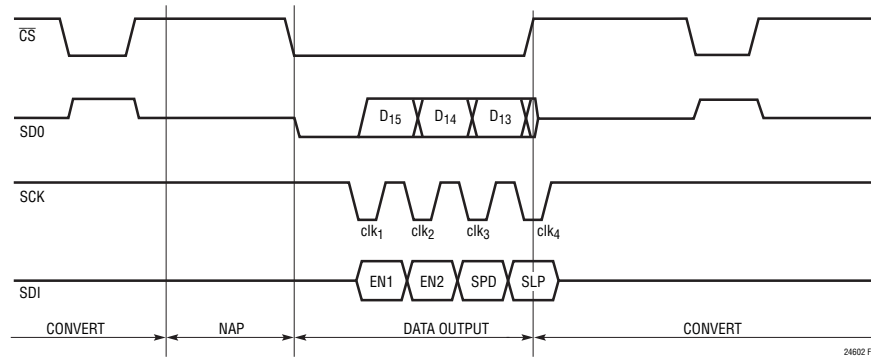 CS
D15 D14 D13
SD0
SCK
clk1 clk2 clk3 clk4
EN1 EN2 SPD SLP
SDI
CONVERT NAP DATA OUTPUT CONVERT
24602 F